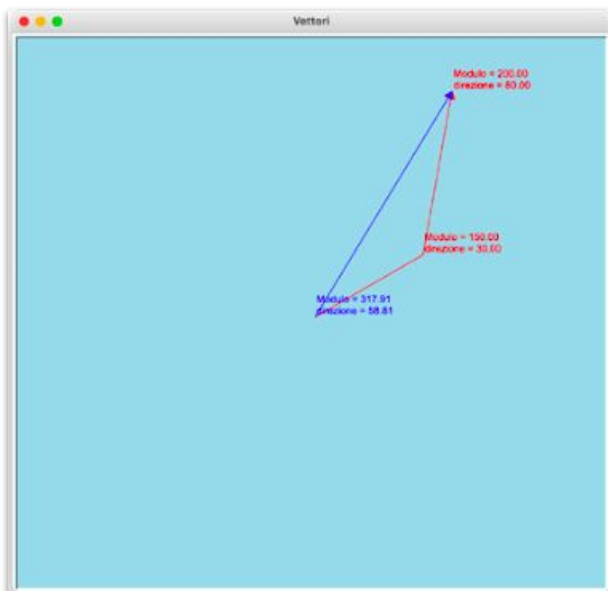 Vettori
Modulo = 200.00
direzione = 80.00
Modulo = 150.00
direzione = 30.00
Modulo = 317.91
direzione = 58.81